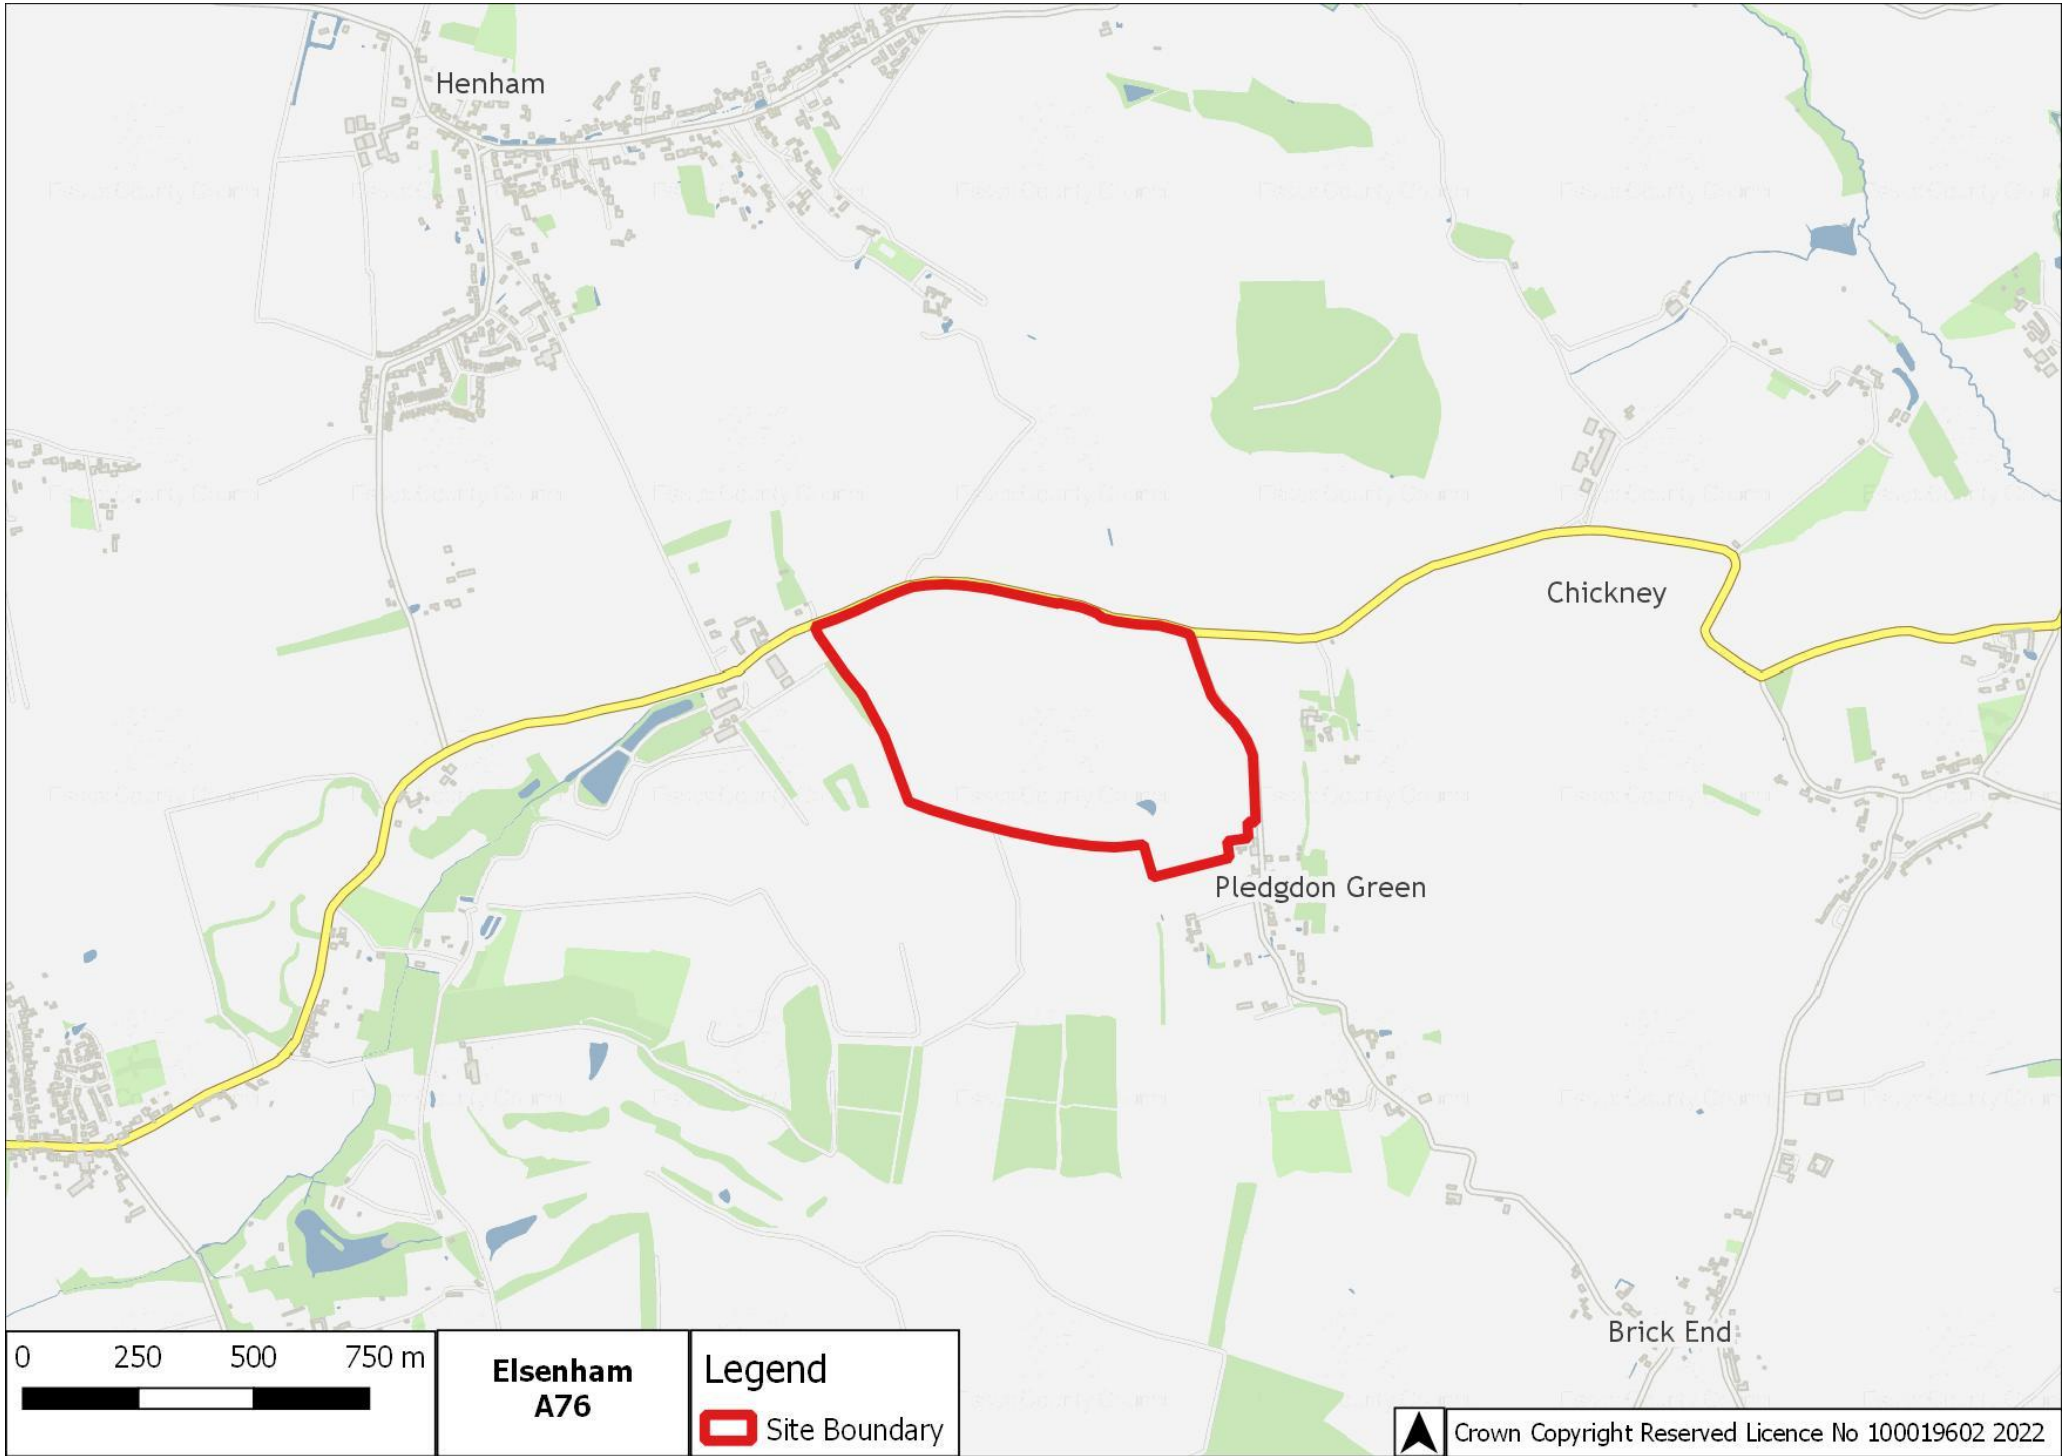 Henham
Chickney
Pledgdon Green
Brick End
0 250 500 750 m
Elsenham
A76
Legend
Site Boundary
Crown Copyright Reserved Licence No 100019602 2022